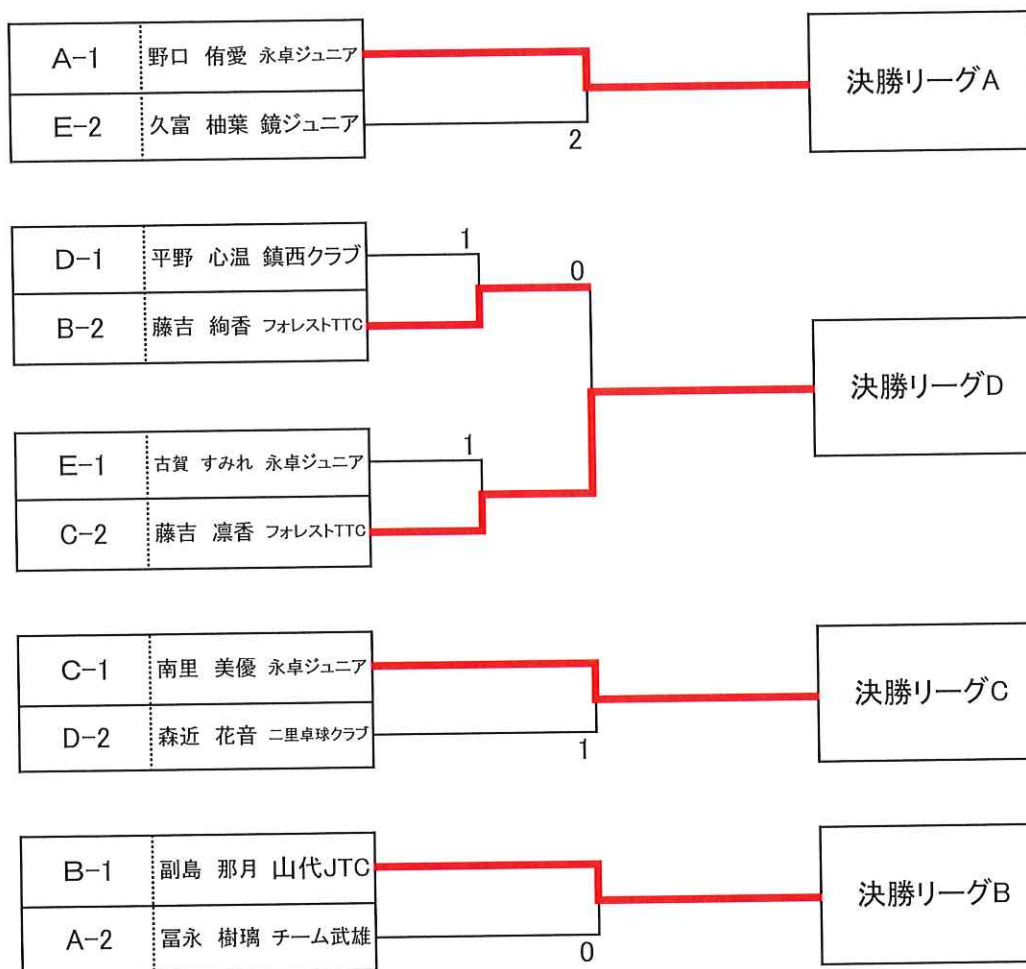 A-1 野口 侑愛 永卓ジュニア
決勝リーグA
E-2 久富 柚葉 鏡ジュニア
2
D-1 平野 心温 鎮西クラブ
1
0
B-2 藤吉 絢香 フォレストTTC
決勝リーグD
E-1 古賀 すみれ 永卓ジュニア
1
C-2 藤吉 凛香 フォレストTTC
C-1 南里 美優 永卓ジュニア
決勝リーグC
D-2 森近 花音 二里卓球クラブ
1
B-1 副島 那月 山代JTC
決勝リーグB
A-2 冨永 樹璃 チーム武雄
0